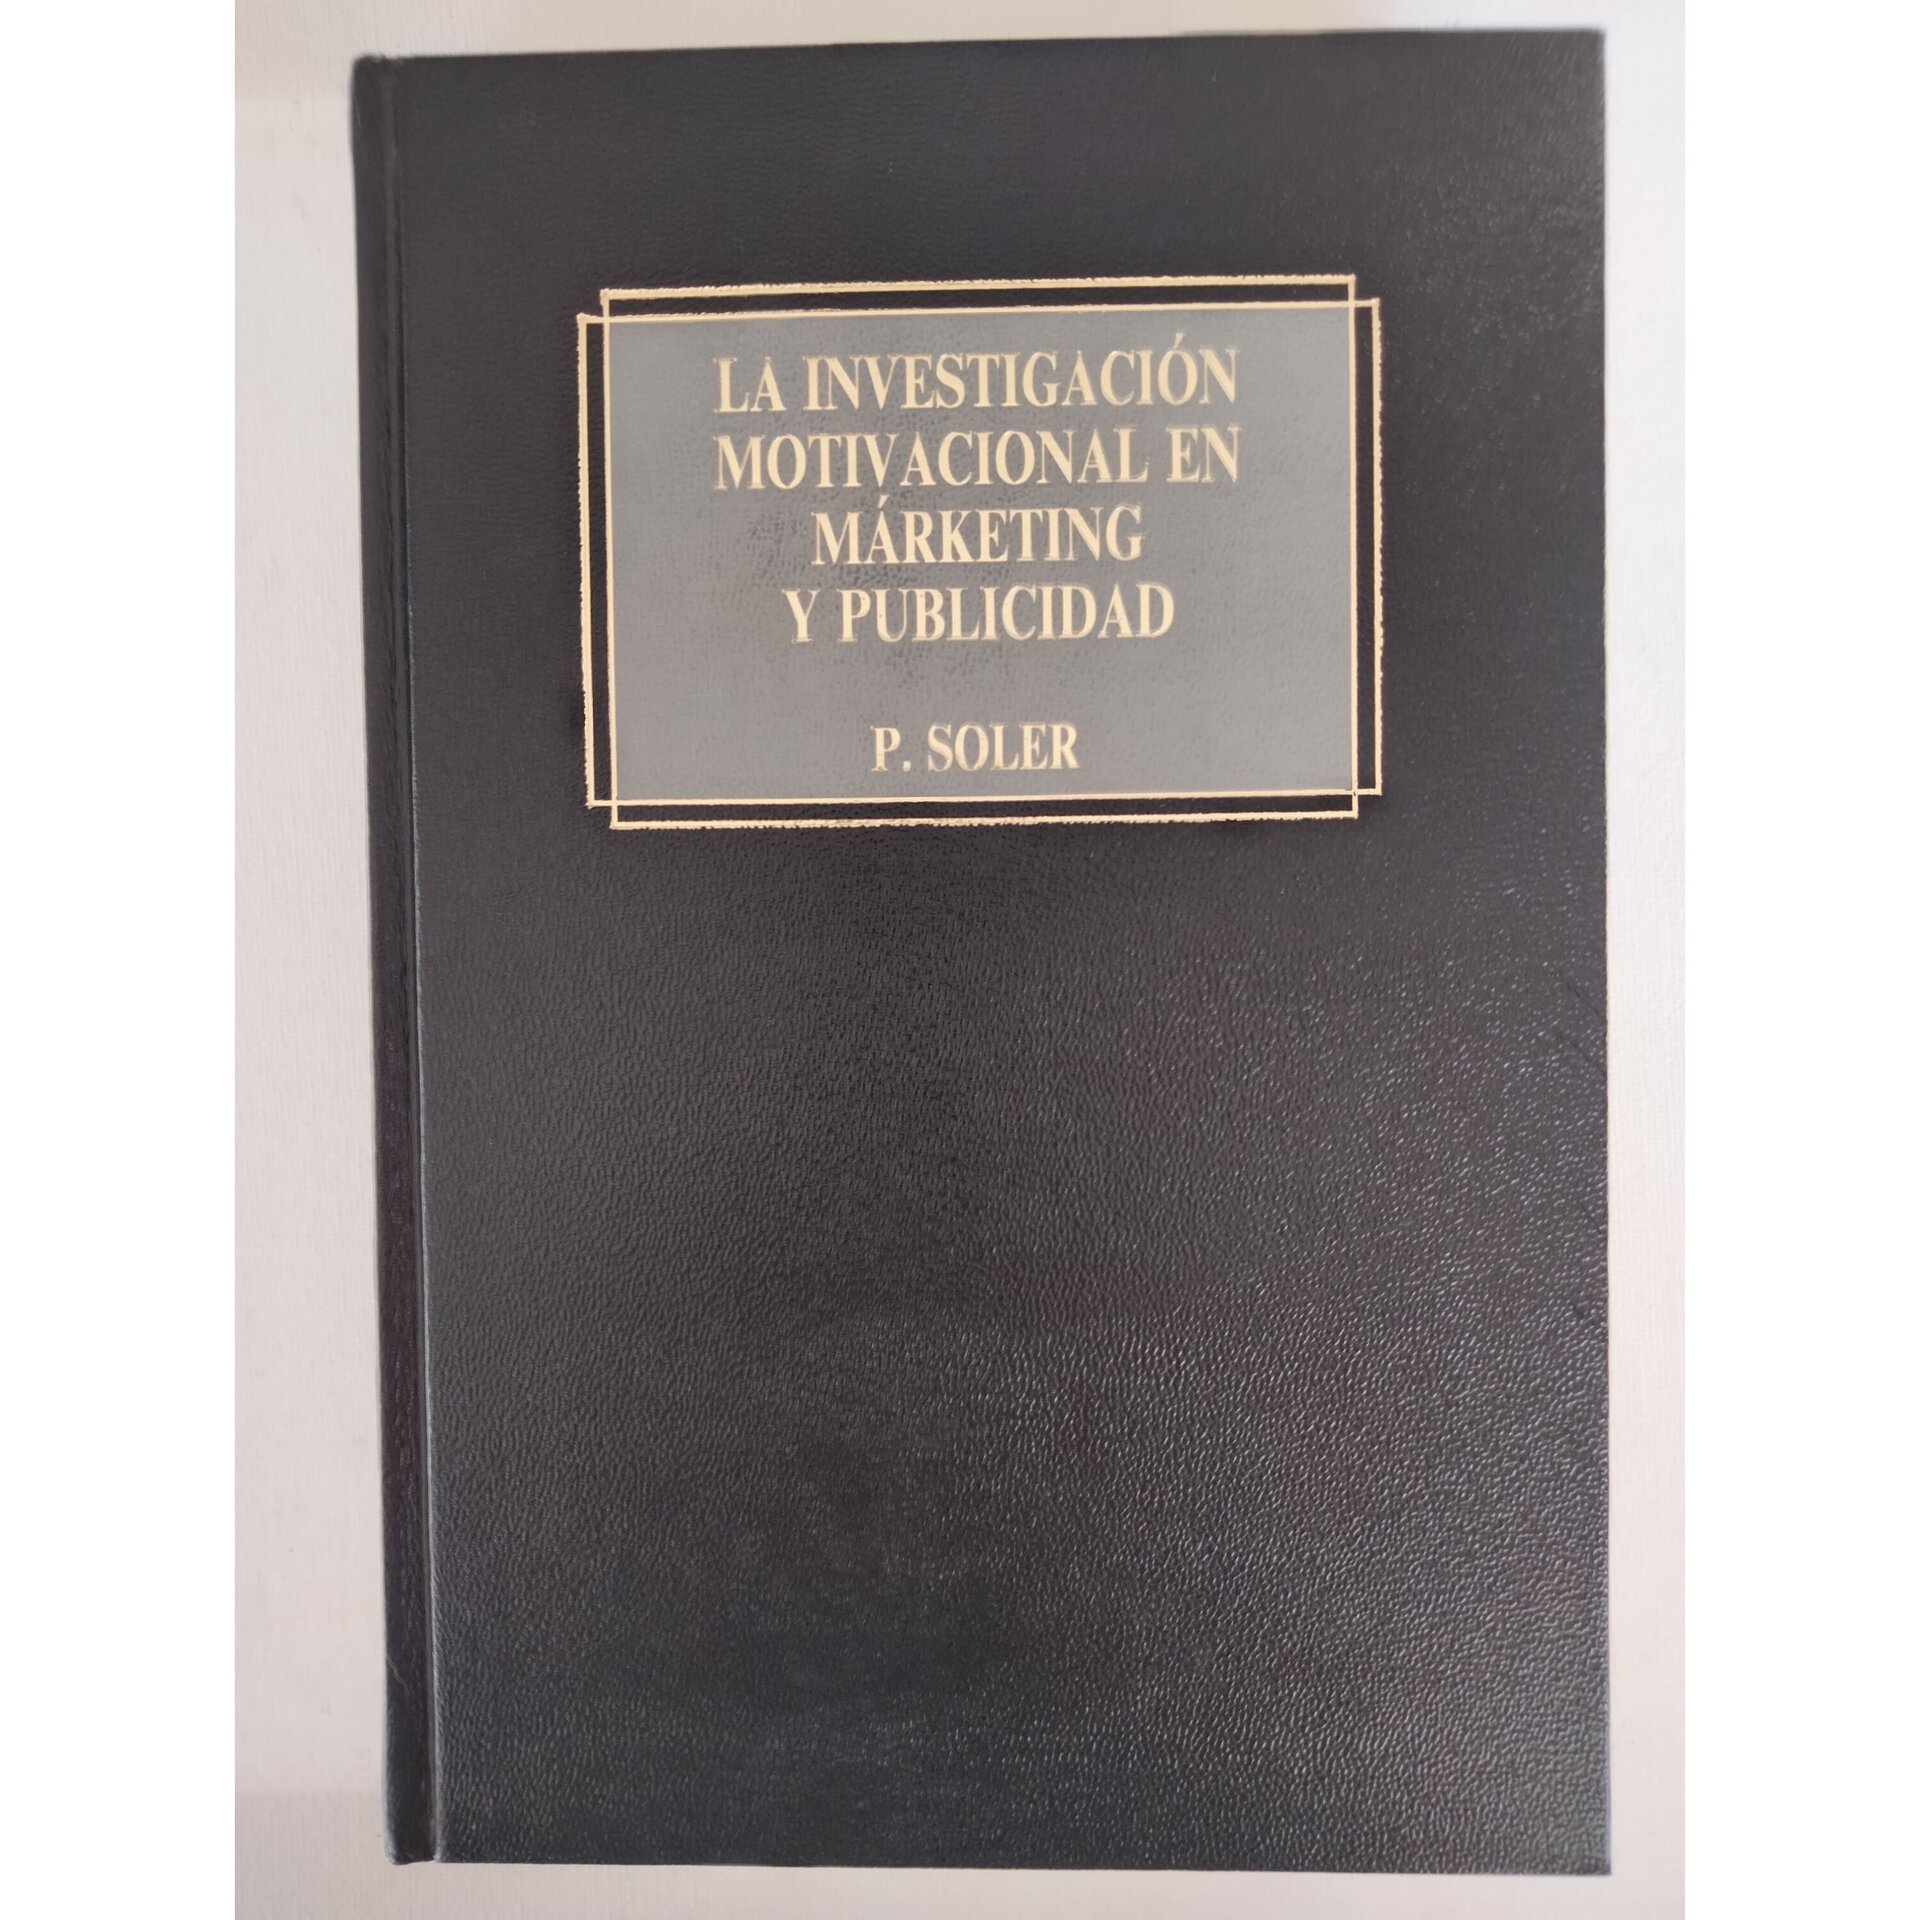 LA INVESTIGACIÓN
MOTIVACIONAL EN
MÁRKETING
Y PUBLICIDAD
P. SOLER